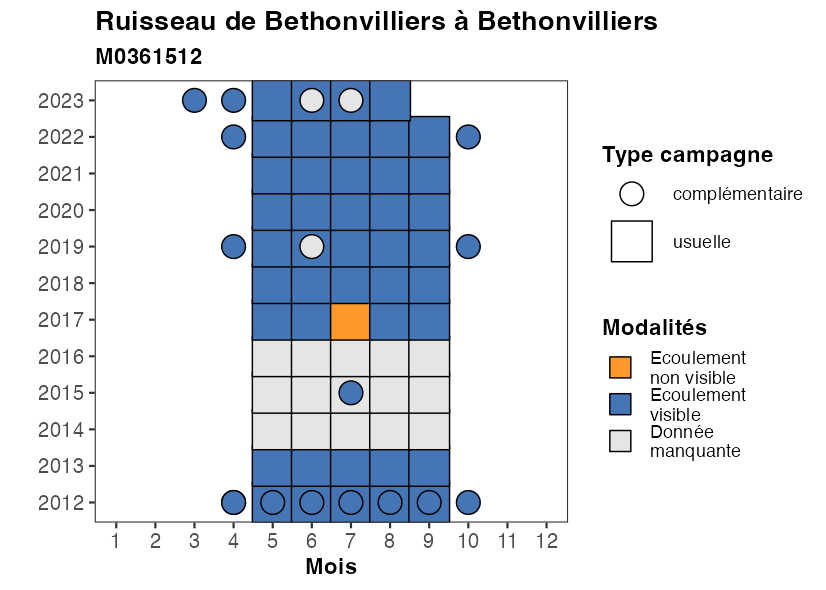 Ruisseau de Bethonvilliers à Bethonvilliers
M0361512
2023
2022
2021
2020
2019
2018
2017
2016
2015
2014
2013
2012
1 2 3 4 5 6 7 8 9 10 11 12
Mois
Type campagne
complémentaire
usuelle
Modalités
Ecoulement
non visible
Ecoulement
visible
Donnée
manquante